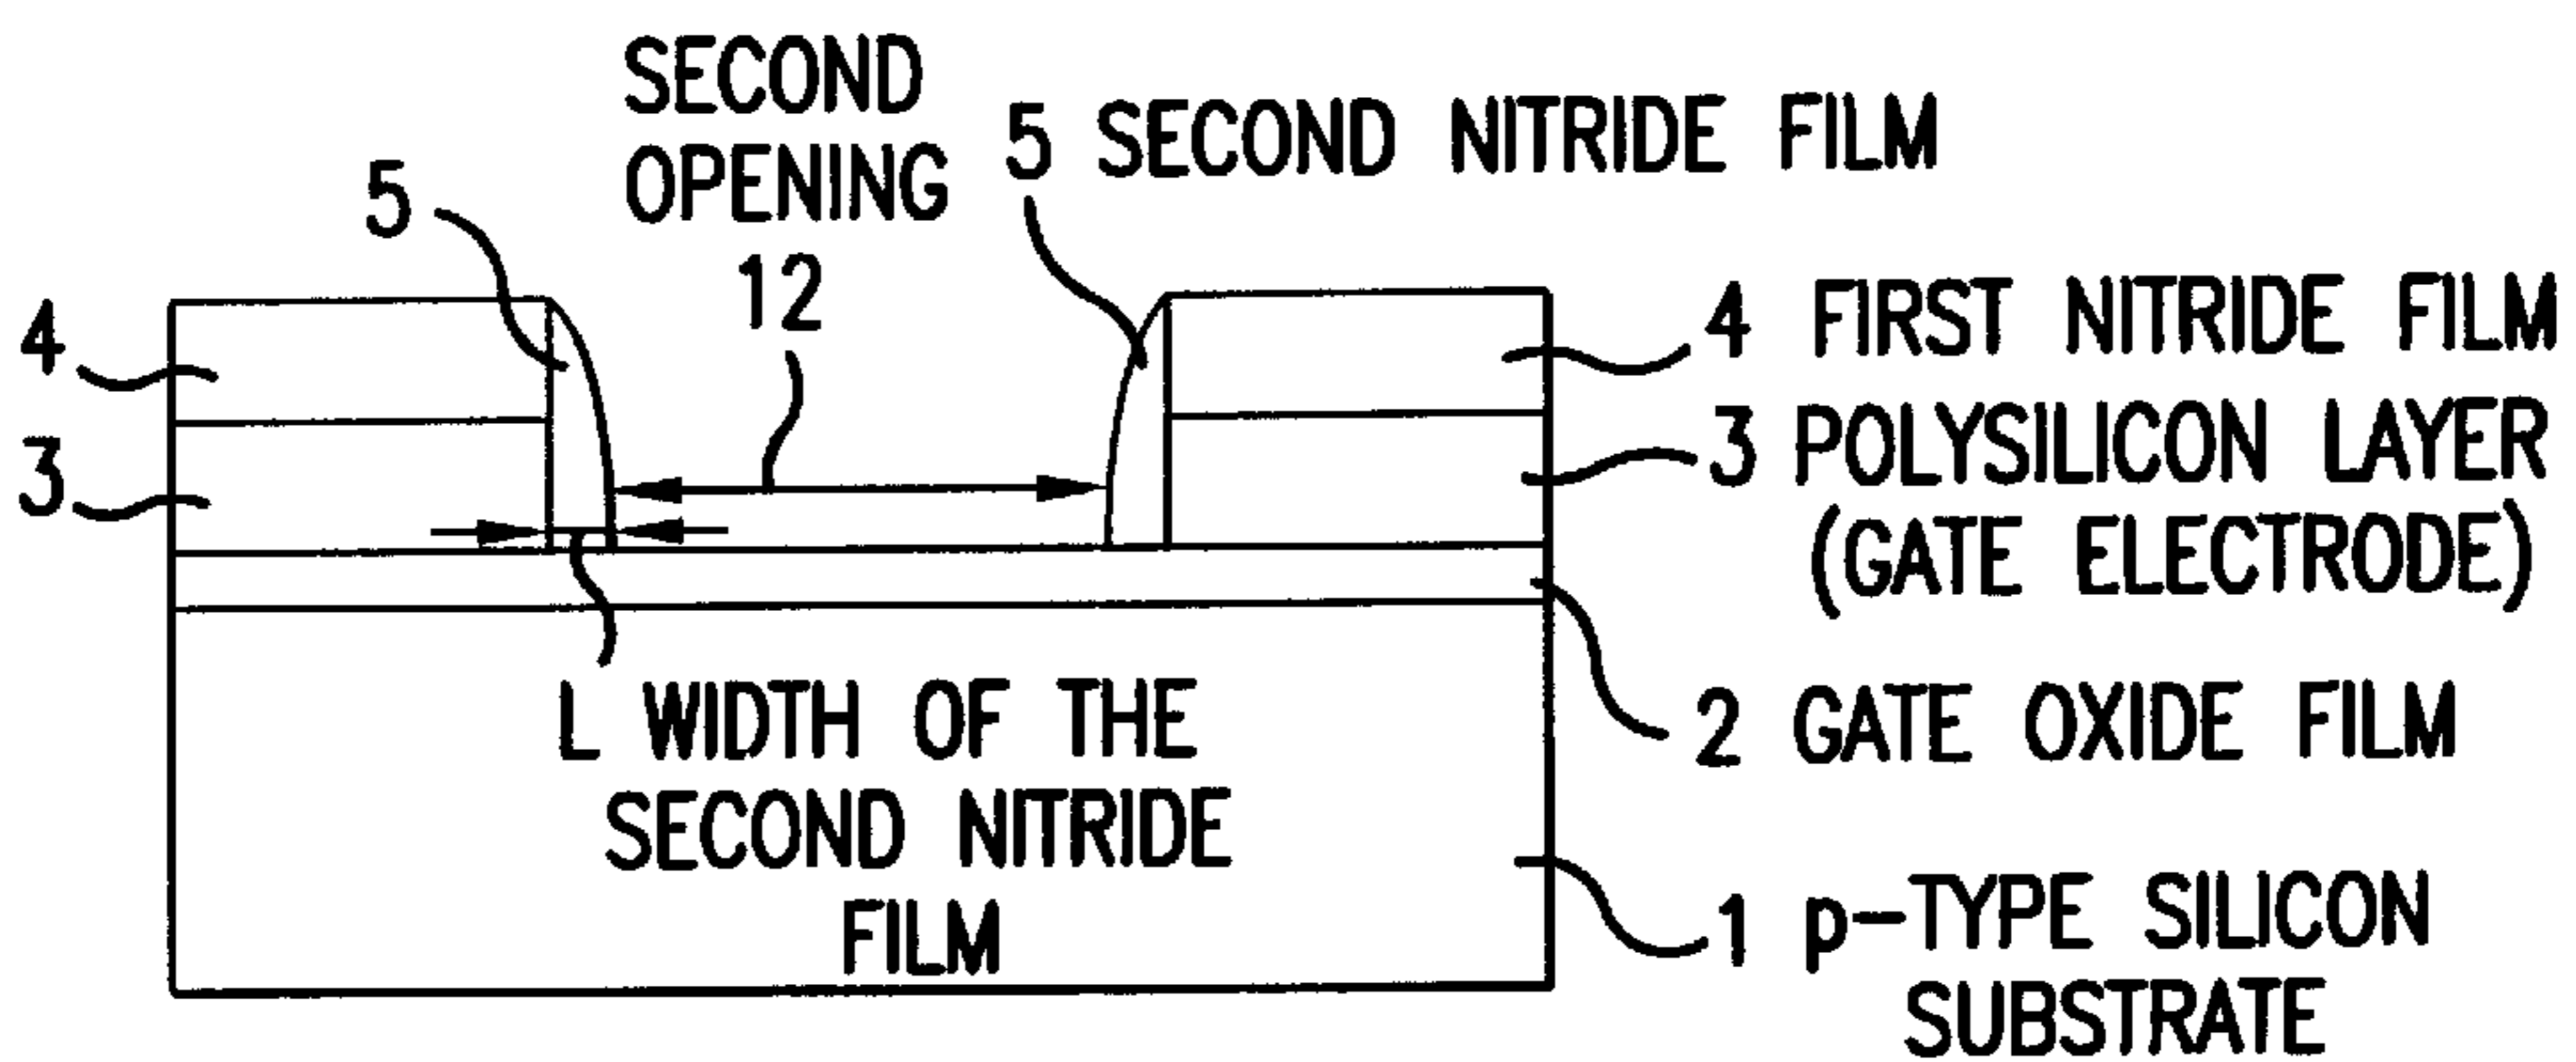 SECOND
OPENING
12
5
5 SECOND NITRIDE FILM
4
3
4 FIRST NITRIDE FILM
3 POLYSILICON LAYER
(GATE ELECTRODE)
L WIDTH OF THE
SECOND NITRIDE
FILM
2 GATE OXIDE FILM
1 p-TYPE SILICON
SUBSTRATE